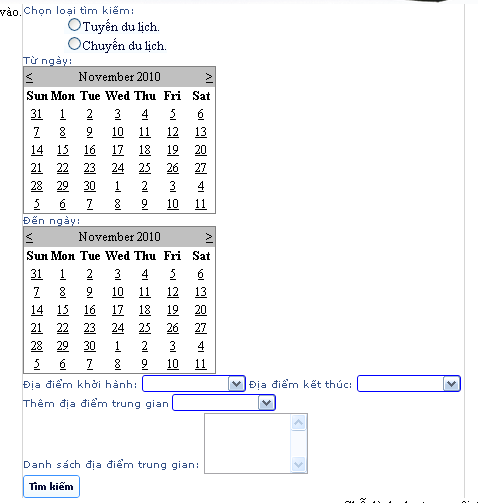 vào.
Chọn loại tìm kiếm:
Tuyến du lịch.
Chuyến du lịch.
Từ ngày:
< November 2010 >
Sun Mon Tue Wed Thu Fri Sat
31 1 2 3 4 5 6
7 8 9 10 11 12 13
14 15 16 17 18 19 20
21 22 23 24 25 26 27
28 29 30 1 2 3 4
5 6 7 8 9 10 11
Đến ngày:
< November 2010 >
Sun Mon Tue Wed Thu Fri Sat
31 1 2 3 4 5 6
7 8 9 10 11 12 13
14 15 16 17 18 19 20
21 22 23 24 25 26 27
28 29 30 1 2 3 4
5 6 7 8 9 10 11
Địa điểm khởi hành: Địa điểm kết thúc:
Thêm địa điểm trung gian
Danh sách địa điểm trung gian:
Tìm kiếm